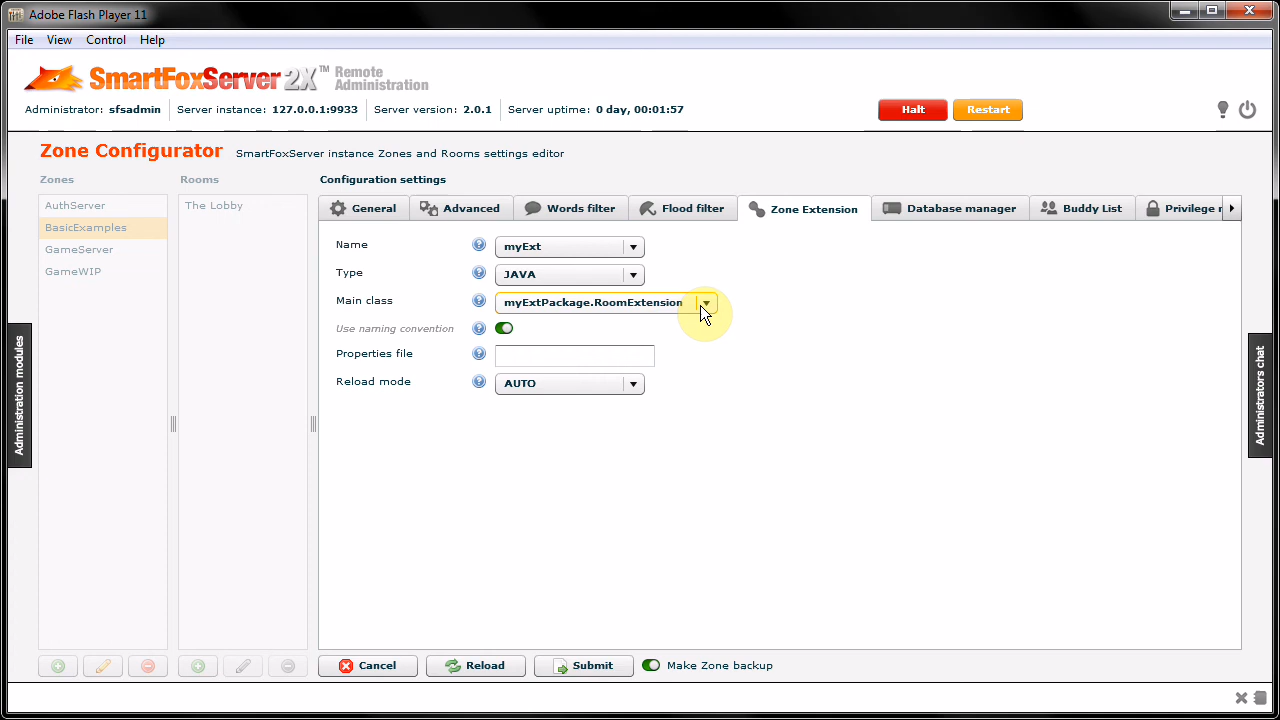 Adobe Flash Player 11
File View Control Help
SmartFoxServer 2X™ Remote Administration
Administrator: sfsadmin Server instance: 127.0.0.1:9933 Server version: 2.0.1 Server uptime: 0 day, 00:01:57 Halt Restart
Zone Configurator SmartFoxServer instance Zones and Rooms settings editor
Zones Rooms Configuration settings
AuthServer
BasicExamples
GameServer
GameWIP
The Lobby
General Advanced Words filter Flood filter Zone Extension Database manager Buddy List Privilege
Name ? myExt
Type ? JAVA
Main class ? myExtPackage.RoomExtension
Use naming convention ?
Properties file ?
Reload mode ? AUTO
Administration modules
Administrators chat
Cancel Reload Submit Make Zone backup